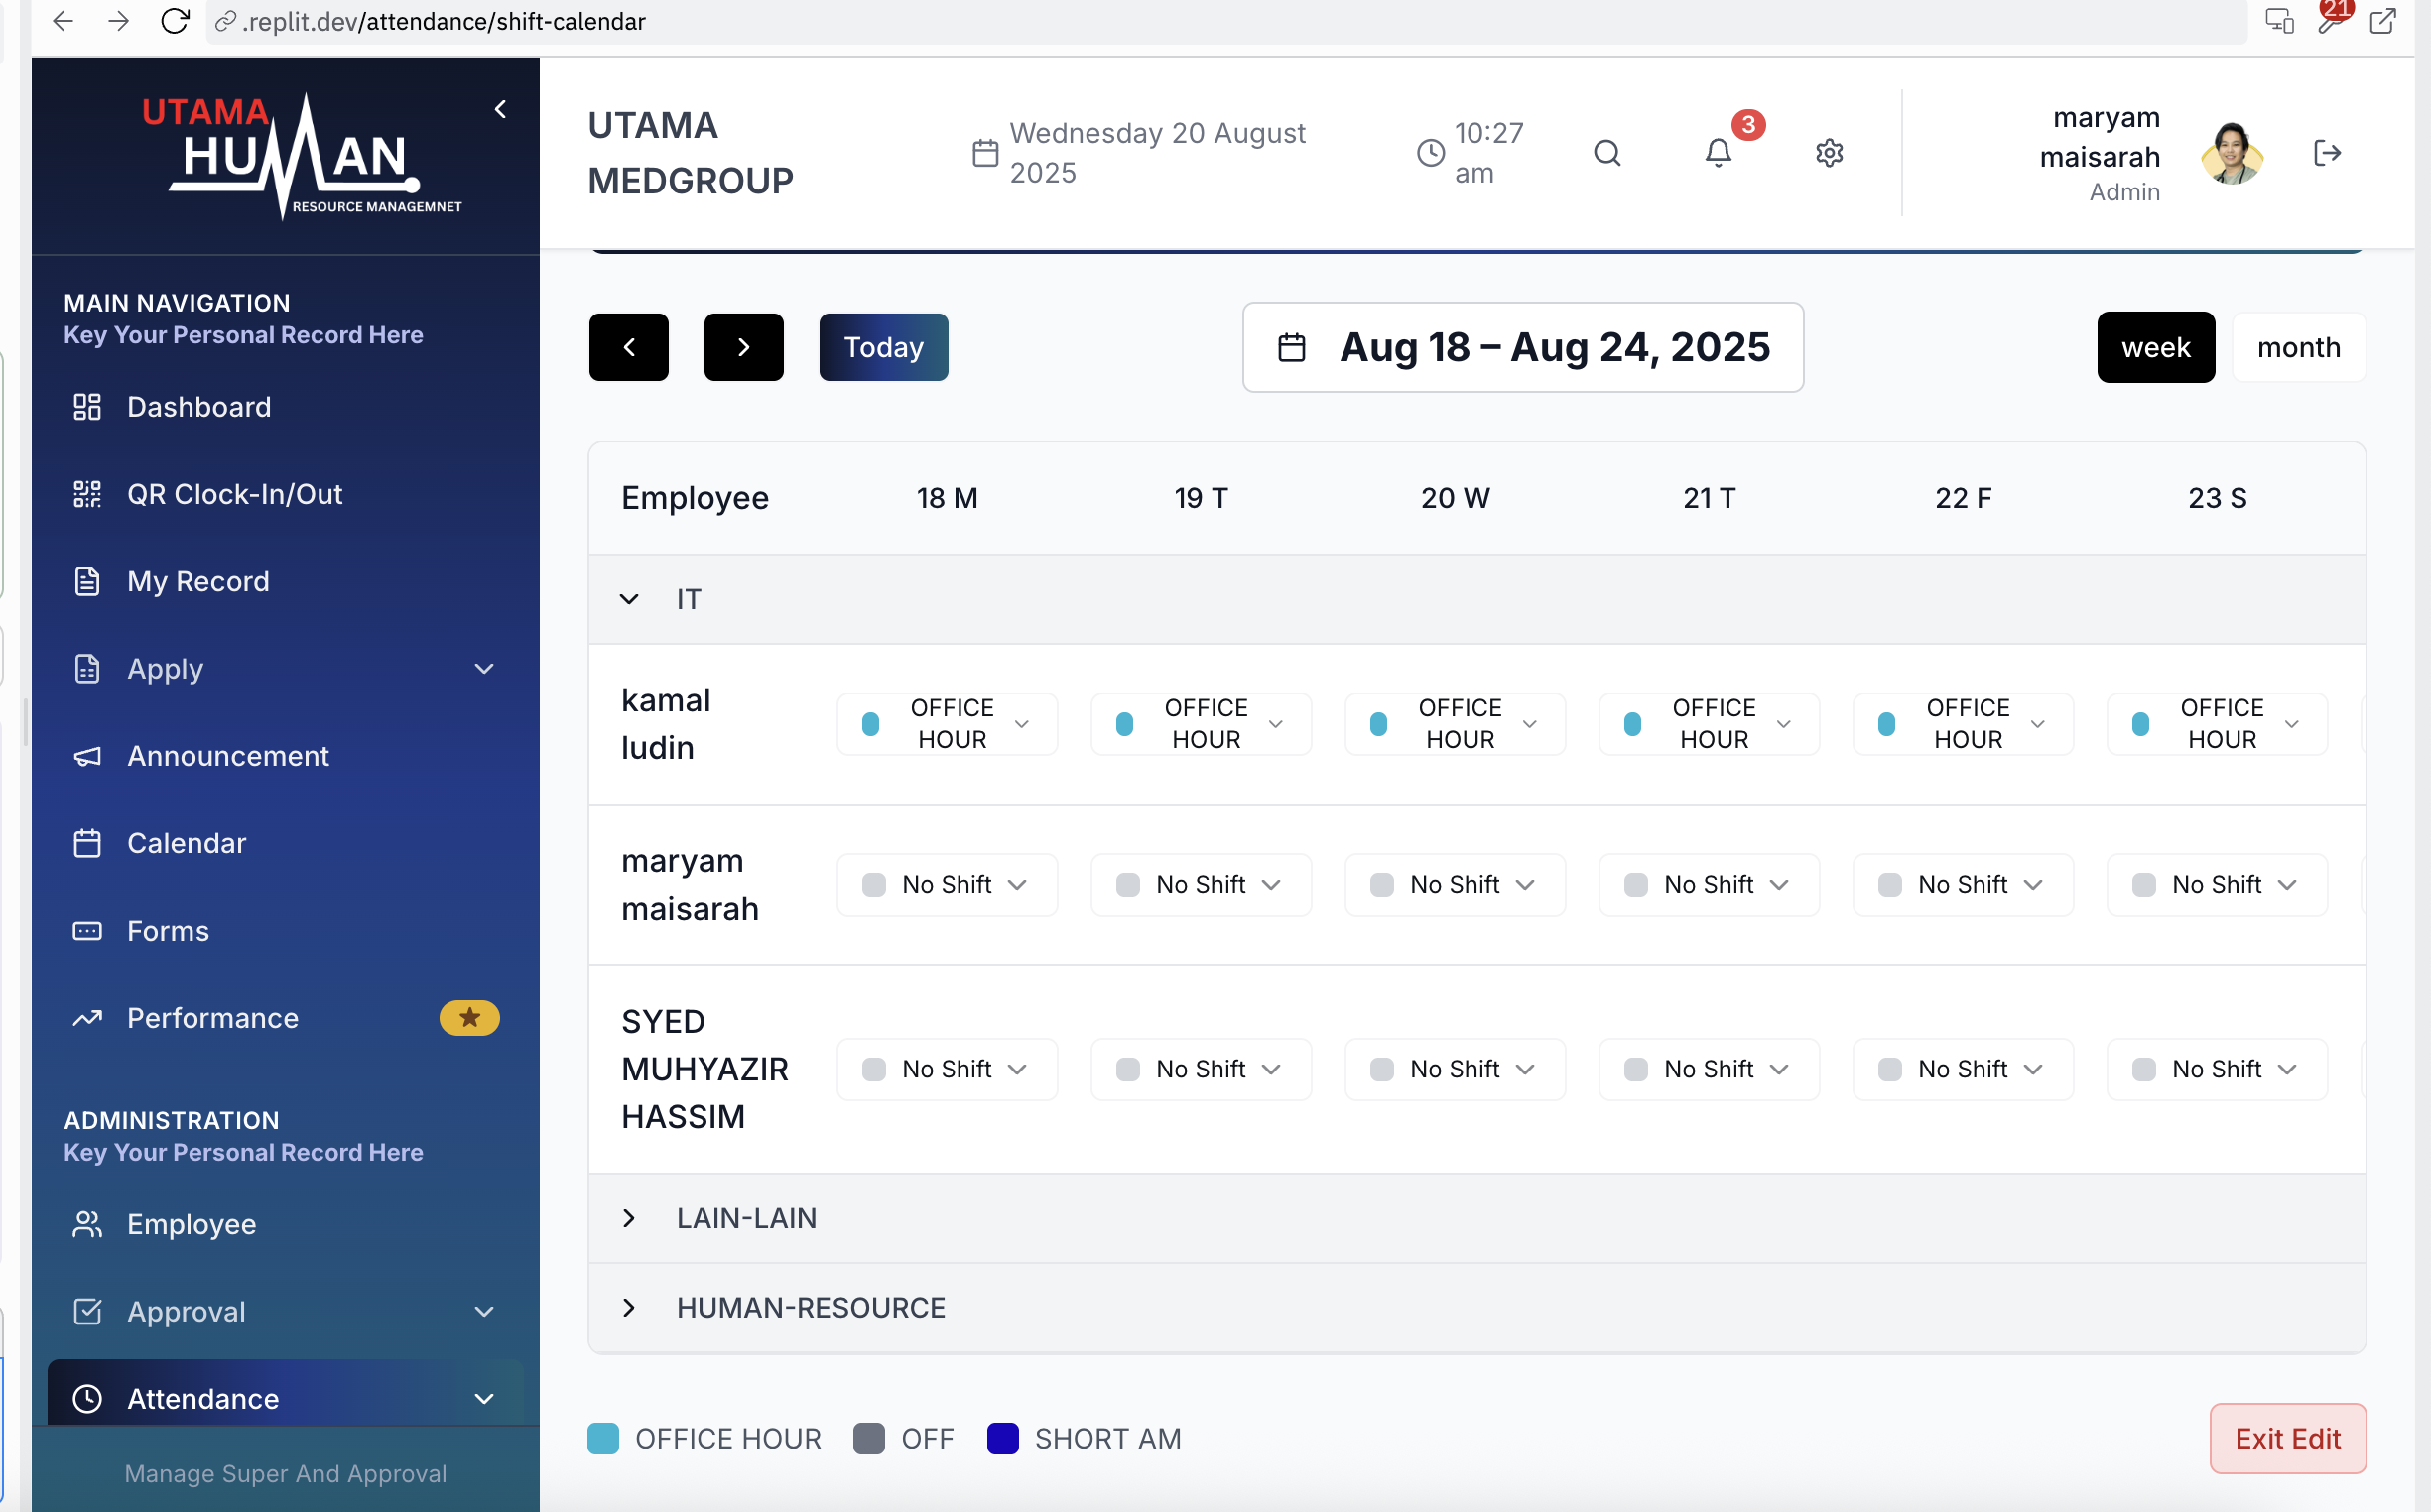 .replit.dev/attendance/shift-calendar
21
UTAMA
HUMAN
RESOURCE MANAGEMNET
UTAMA
MEDGROUP
Wednesday 20 August
2025
10:27
am
3
maryam
maisarah
Admin
MAIN NAVIGATION
Key Your Personal Record Here
Dashboard
QR Clock-In/Out
My Record
Apply
Announcement
Calendar
Forms
Performance
ADMINISTRATION
Key Your Personal Record Here
Employee
Approval
Attendance
Manage Super And Approval
Today
Aug 18 – Aug 24, 2025
week
month
Employee 18 M 19 T 20 W 21 T 22 F 23 S
IT
kamal
ludin
OFFICE OFFICE OFFICE OFFICE OFFICE OFFICE
HOUR HOUR HOUR HOUR HOUR HOUR
maryam
maisarah
No Shift No Shift No Shift No Shift No Shift No Shift
SYED
MUHYAZIR
HASSIM
No Shift No Shift No Shift No Shift No Shift No Shift
LAIN-LAIN
HUMAN-RESOURCE
OFFICE HOUR OFF SHORT AM
Exit Edit